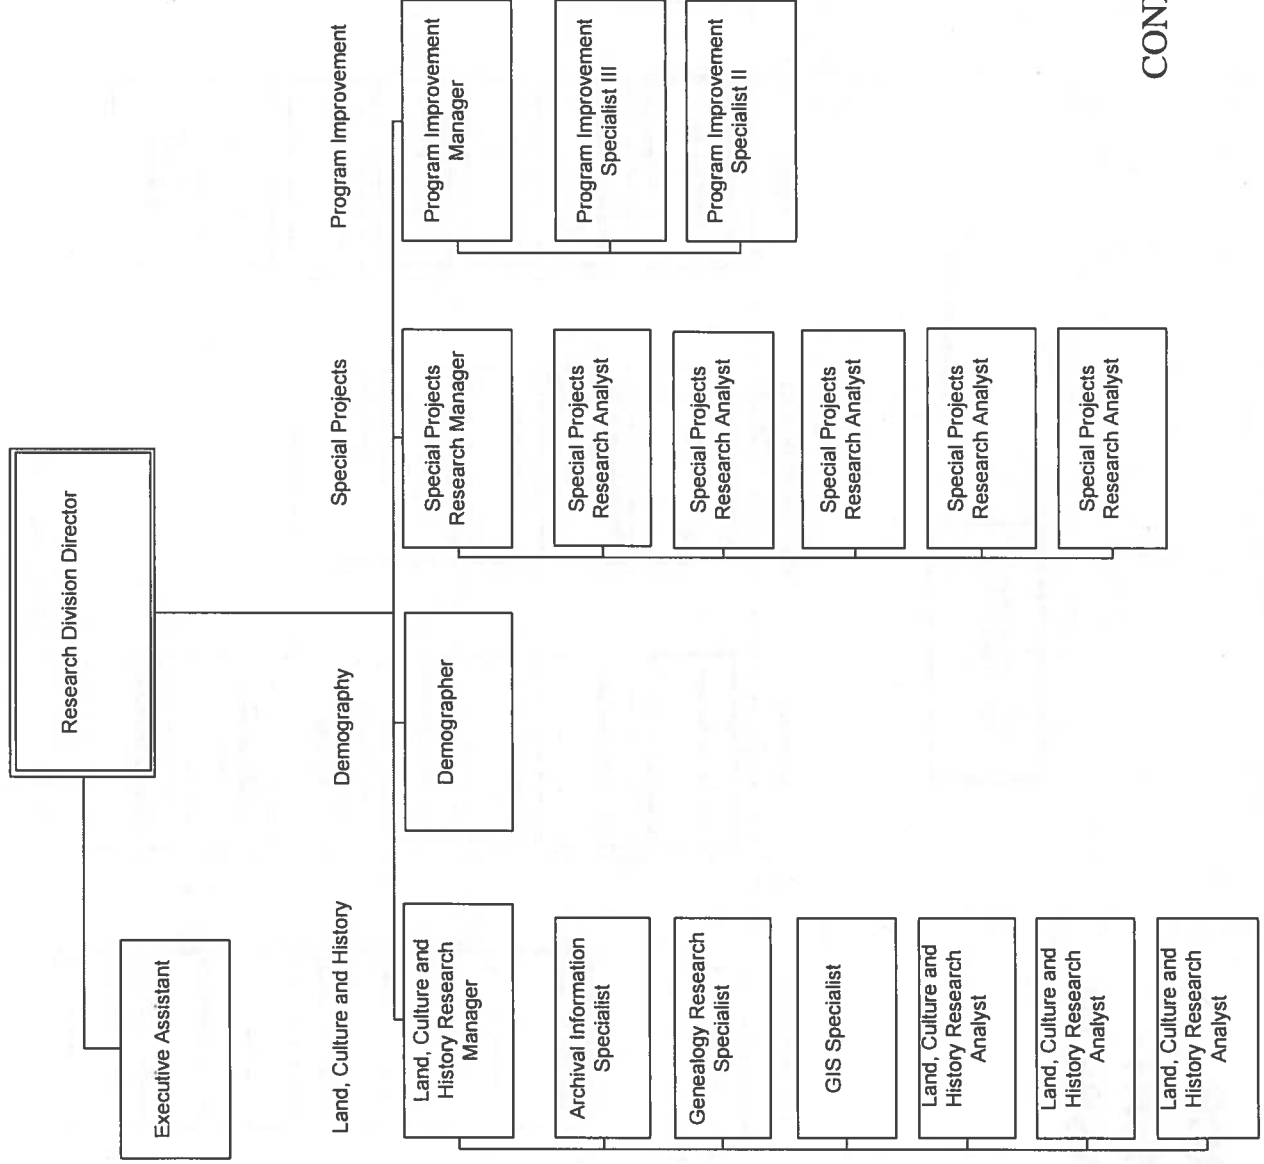 Research Division Director
Executive Assistant
Land, Culture and History
Demography
Special Projects
Program Improvement
Land, Culture and
History Research
Manager
Archival Information
Specialist
Genealogy Research
Specialist
GIS Specialist
Land, Culture and
History Research
Analyst
Land, Culture and
History Research
Analyst
Land, Culture and
History Research
Analyst
Demographer
Special Projects
Research Manager
Special Projects
Research Analyst
Special Projects
Research Analyst
Special Projects
Research Analyst
Special Projects
Research Analyst
Special Projects
Research Analyst
Program Improvement
Manager
Program Improvement
Specialist III
Program Improvement
Specialist II